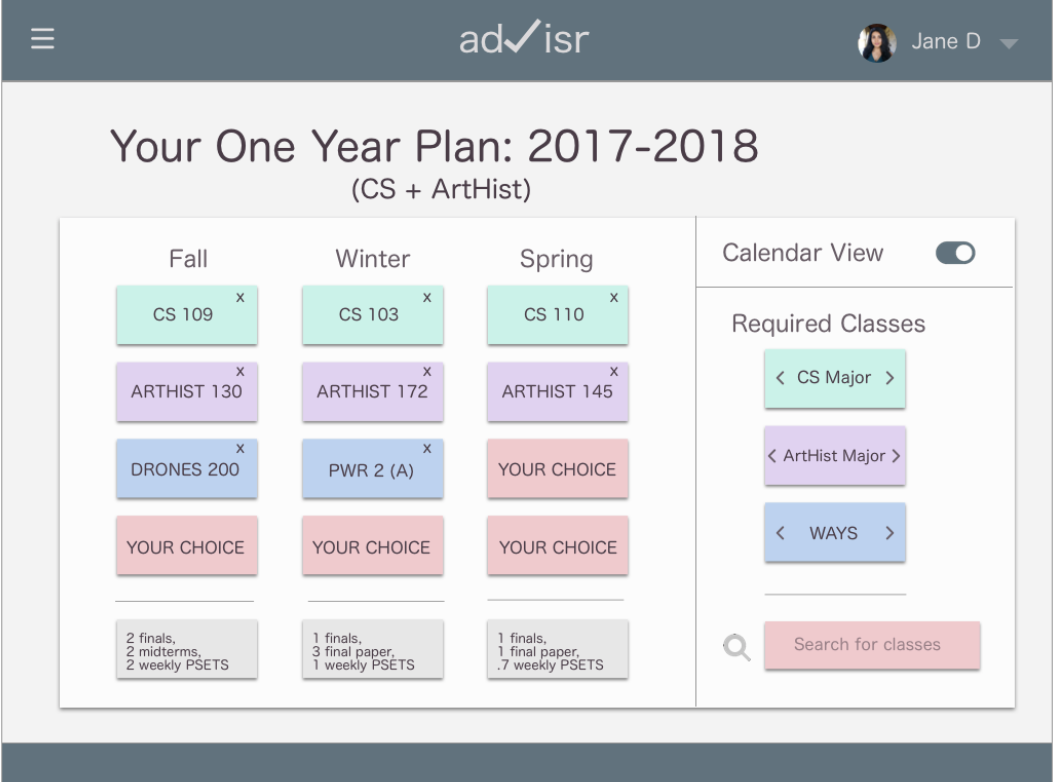 ad✓isr
Jane D
Your One Year Plan: 2017-2018
(CS + ArtHist)
Fall
Winter
Spring
CS 109 x
CS 103 x
CS 110 x
ARTHIST 130 x
ARTHIST 172 x
ARTHIST 145 x
DRONES 200 x
PWR 2 (A) x
YOUR CHOICE
YOUR CHOICE
YOUR CHOICE
YOUR CHOICE
2 finals,
2 midterms,
2 weekly PSETS
1 finals,
3 final paper,
1 weekly PSETS
1 finals,
1 final paper,
.7 weekly PSETS
Calendar View
Required Classes
< CS Major >
< ArtHist Major >
< WAYS >
Search for classes